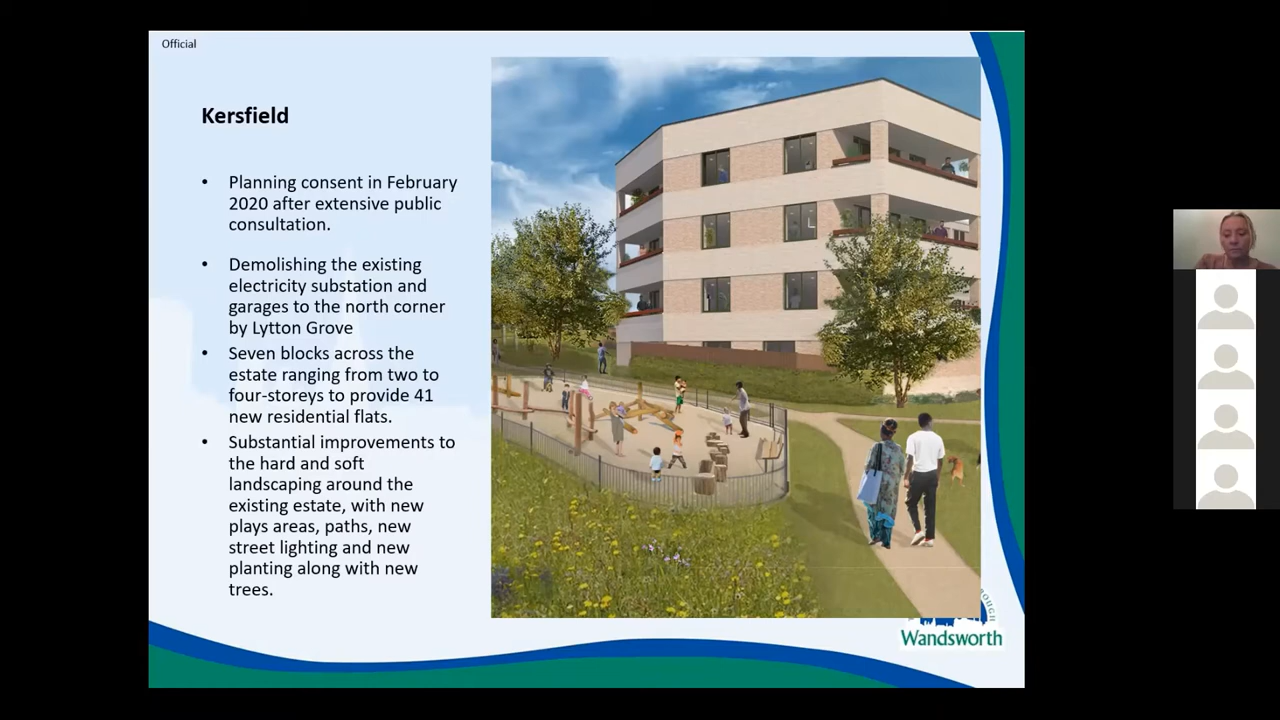 Official
Kersfield
• Planning consent in February
2020 after extensive public
consultation.
• Demolishing the existing
electricity substation and
garages to the north corner
by Lytton Grove
• Seven blocks across the
estate ranging from two to
four-storeys to provide 41
new residential flats.
• Substantial improvements to
the hard and soft
landscaping around the
existing estate, with new
plays areas, paths, new
street lighting and new
planting along with new
trees.
Wandsworth